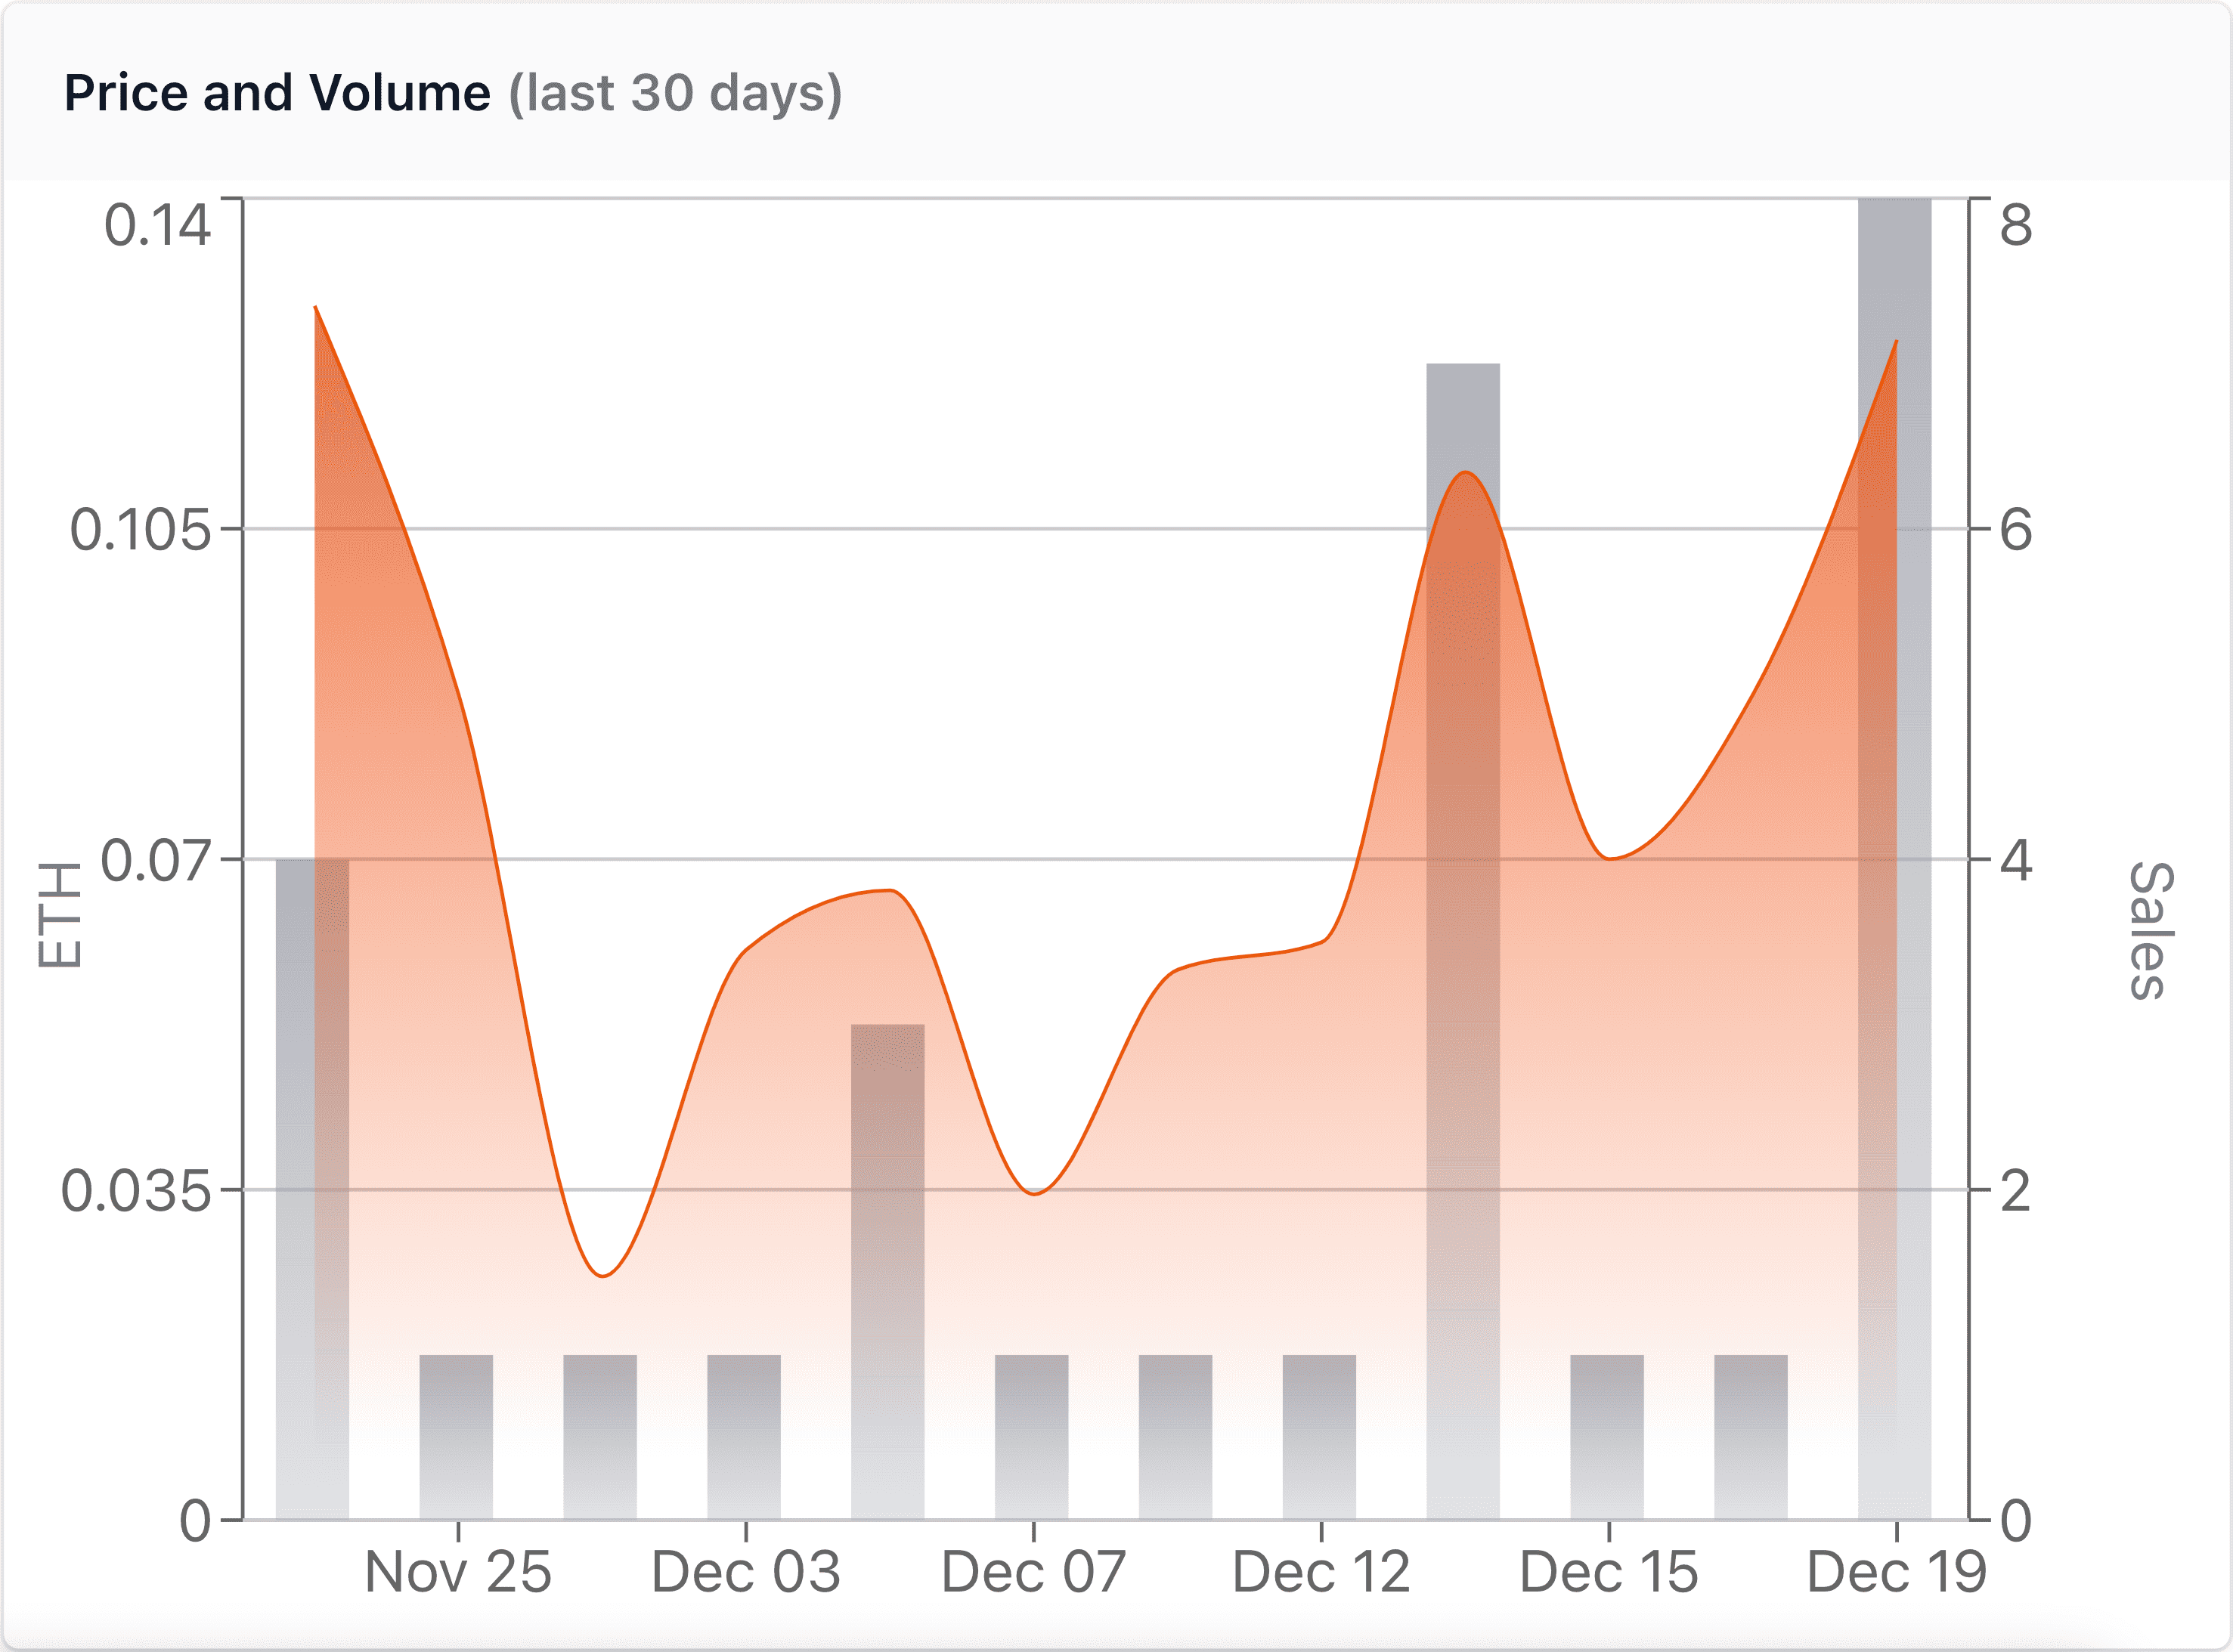 Price and Volume (last 30 days)
0.14
0.105
0.07
0.035
0
ETH
8
6
4
2
0
Sales
Nov 25
Dec 03
Dec 07
Dec 12
Dec 15
Dec 19